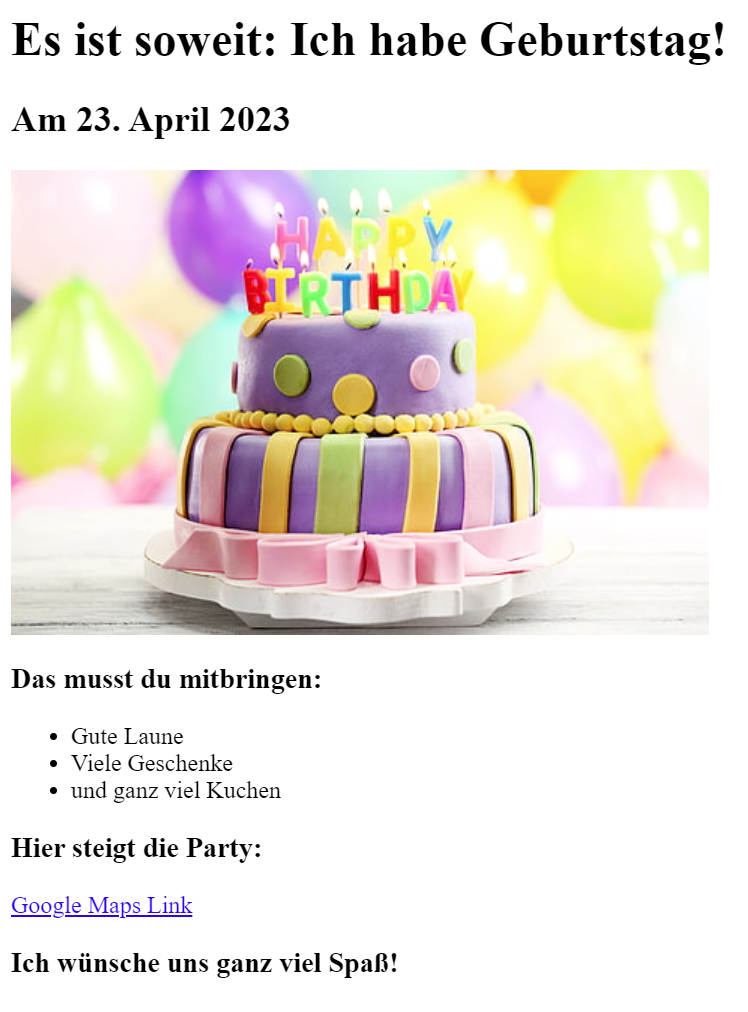 Es ist soweit: Ich habe Geburtstag!
Am 23. April 2023
HAPPY
BIRTHDAY
Das musst du mitbringen:
Gute Laune
Viele Geschenke
und ganz viel Kuchen
Hier steigt die Party:
Google Maps Link
Ich wünsche uns ganz viel Spaß!